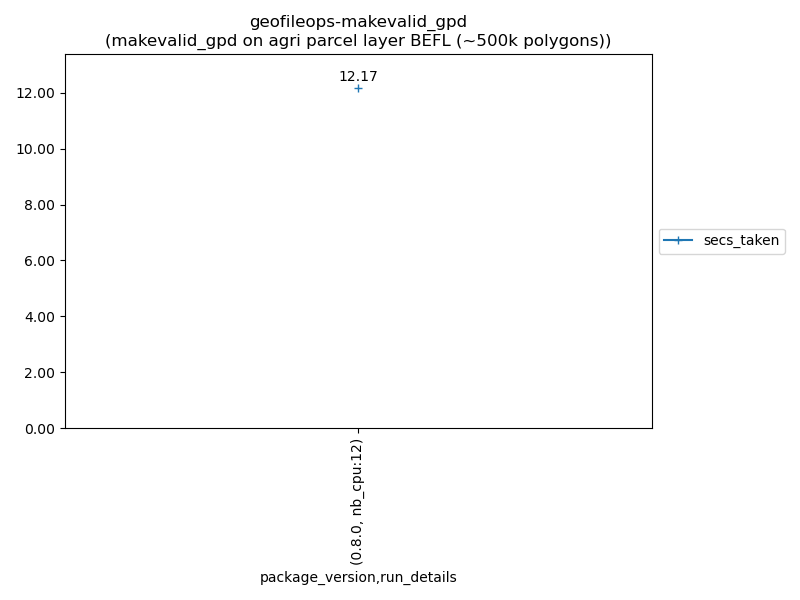 geofileops-makevalid_gpd
(makevalid_gpd on agri parcel layer BEFL (~500k polygons))
12.17
12.00
10.00
8.00
6.00
4.00
2.00
0.00
secs_taken
(0.8.0, nb_cpu:12)
package_version,run_details